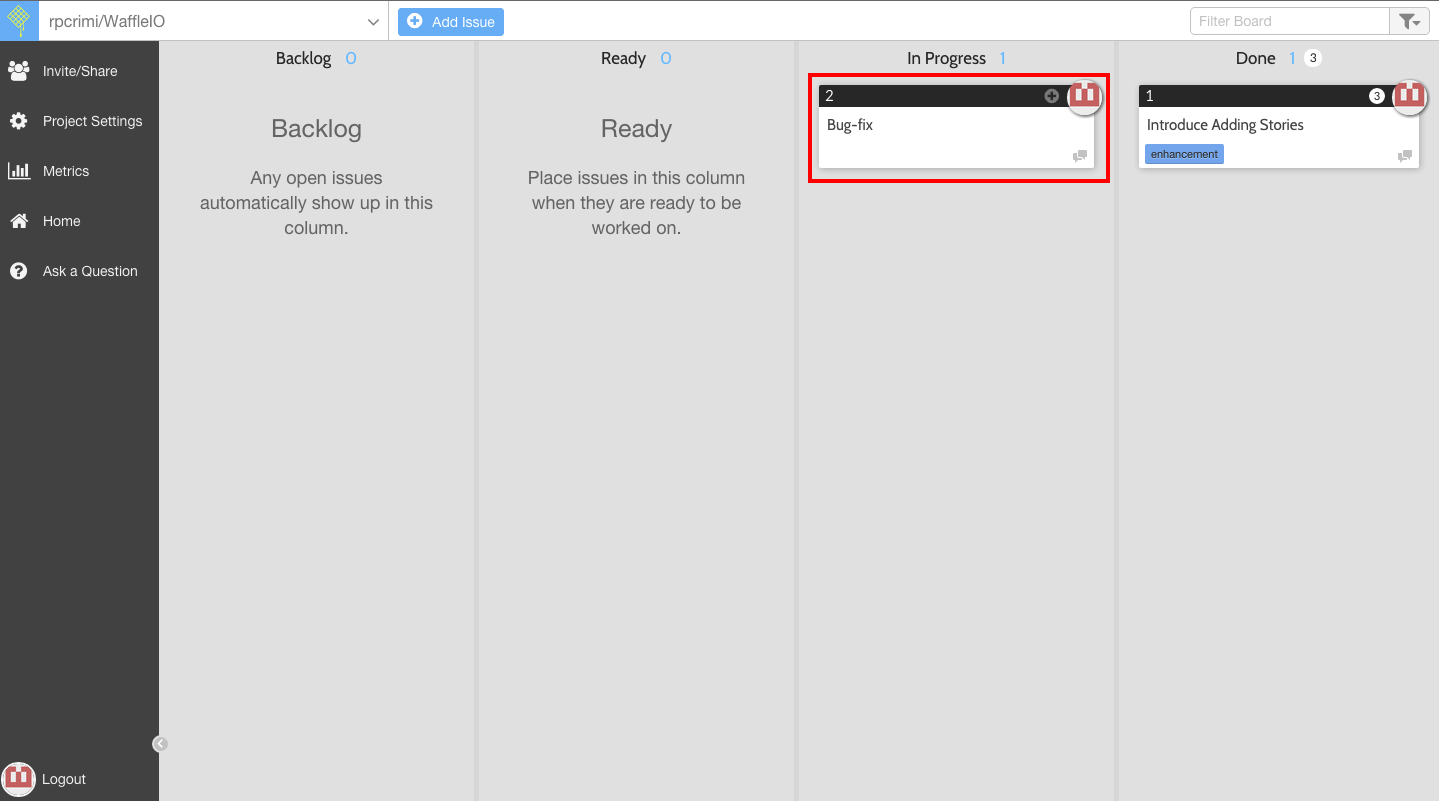 rpcrimi/WaffleIO
Add Issue
Filter Board
Invite/Share
Project Settings
Metrics
Home
Ask a Question
Logout
Backlog 0
Backlog
Any open issues
automatically show up in this
column.
Ready 0
Ready
Place issues in this column
when they are ready to be
worked on.
In Progress 1
2
Bug-fix
Done 1 3
1 3
Introduce Adding Stories
enhancement